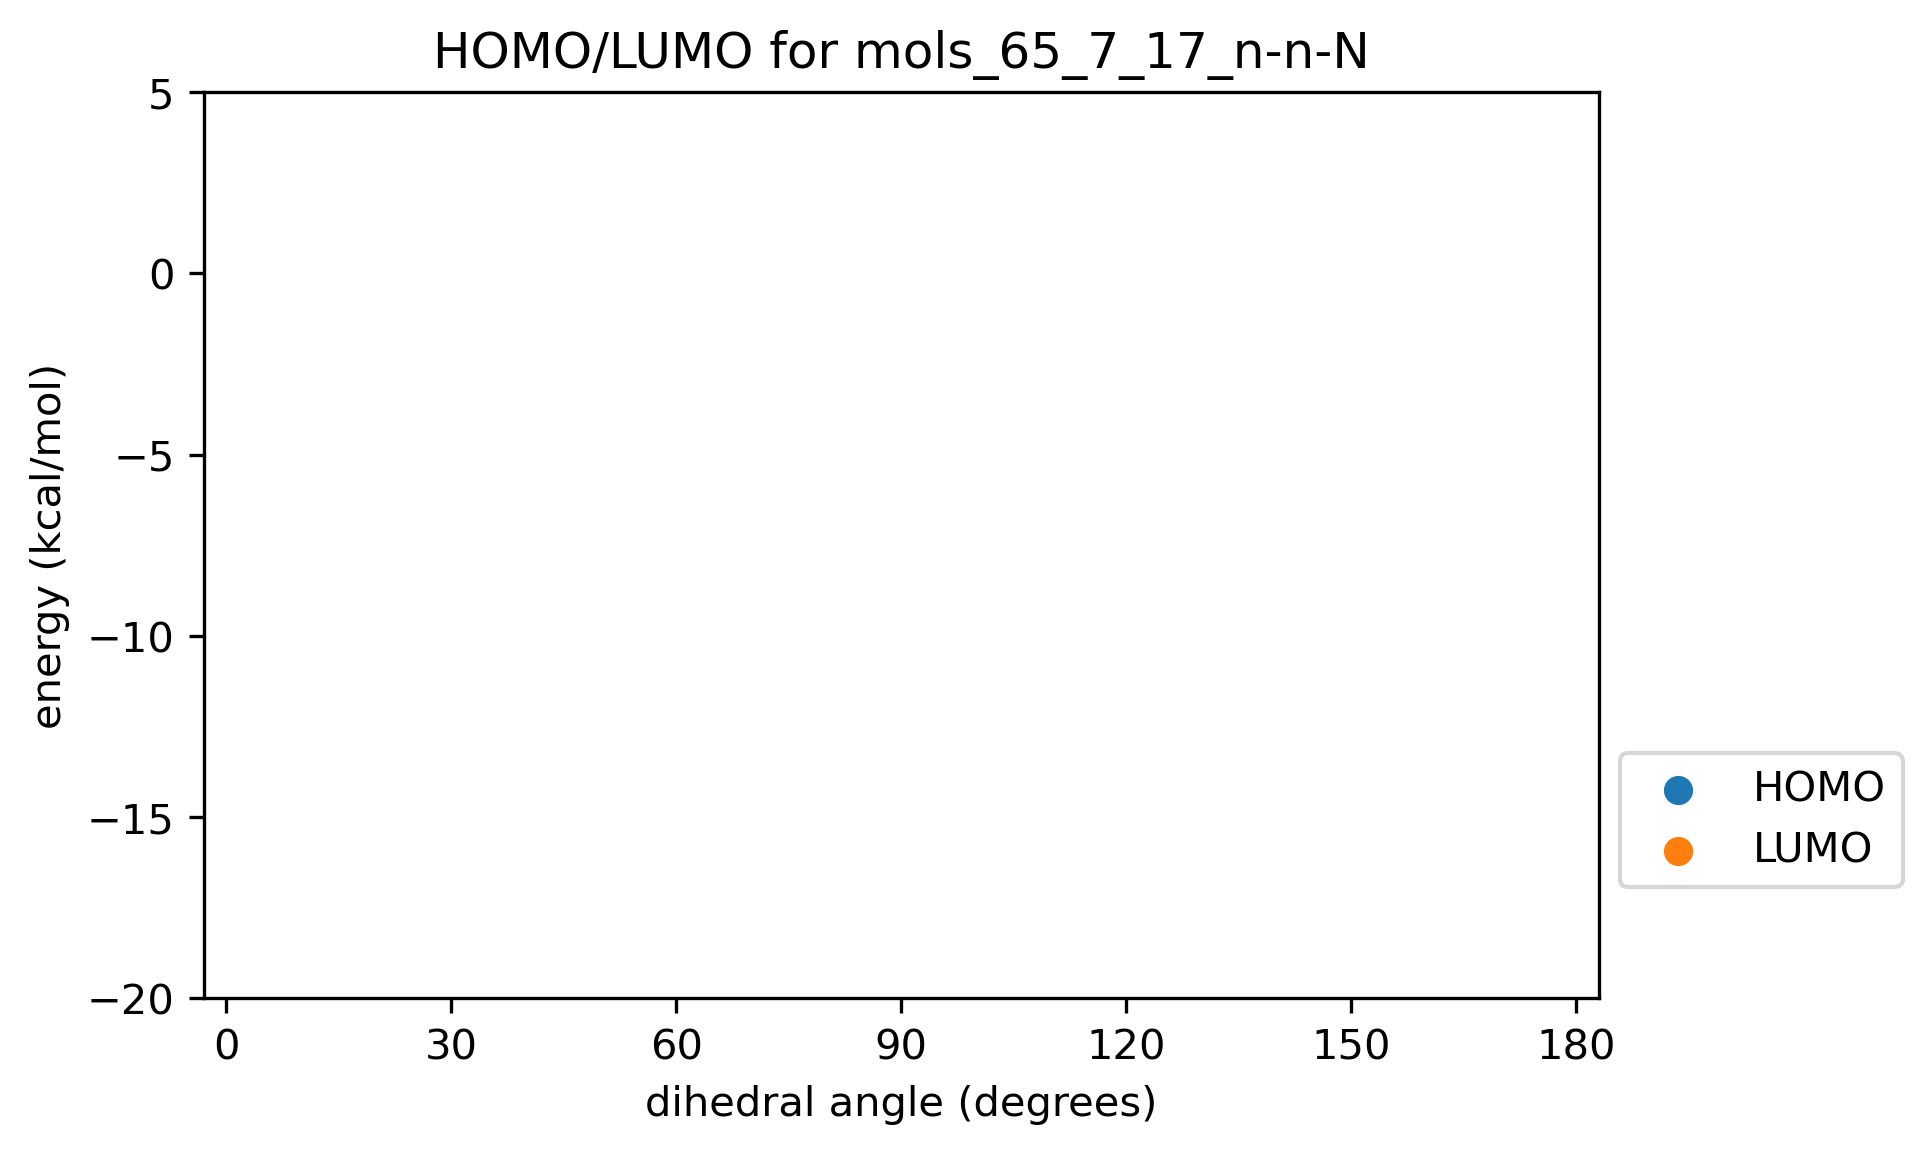 HOMO/LUMO for mols_65_7_17_n-n-N
5
0
−5
−10
−15
−20
energy (kcal/mol)
0 30 60 90 120 150 180
dihedral angle (degrees)
HOMO
LUMO